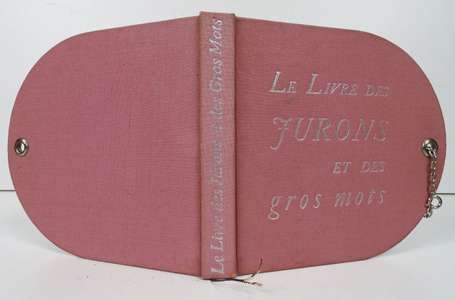 Le Livre des Jurons et des Gros Mots
LE LIVRE DES
JURONS
ET DES
gros mots